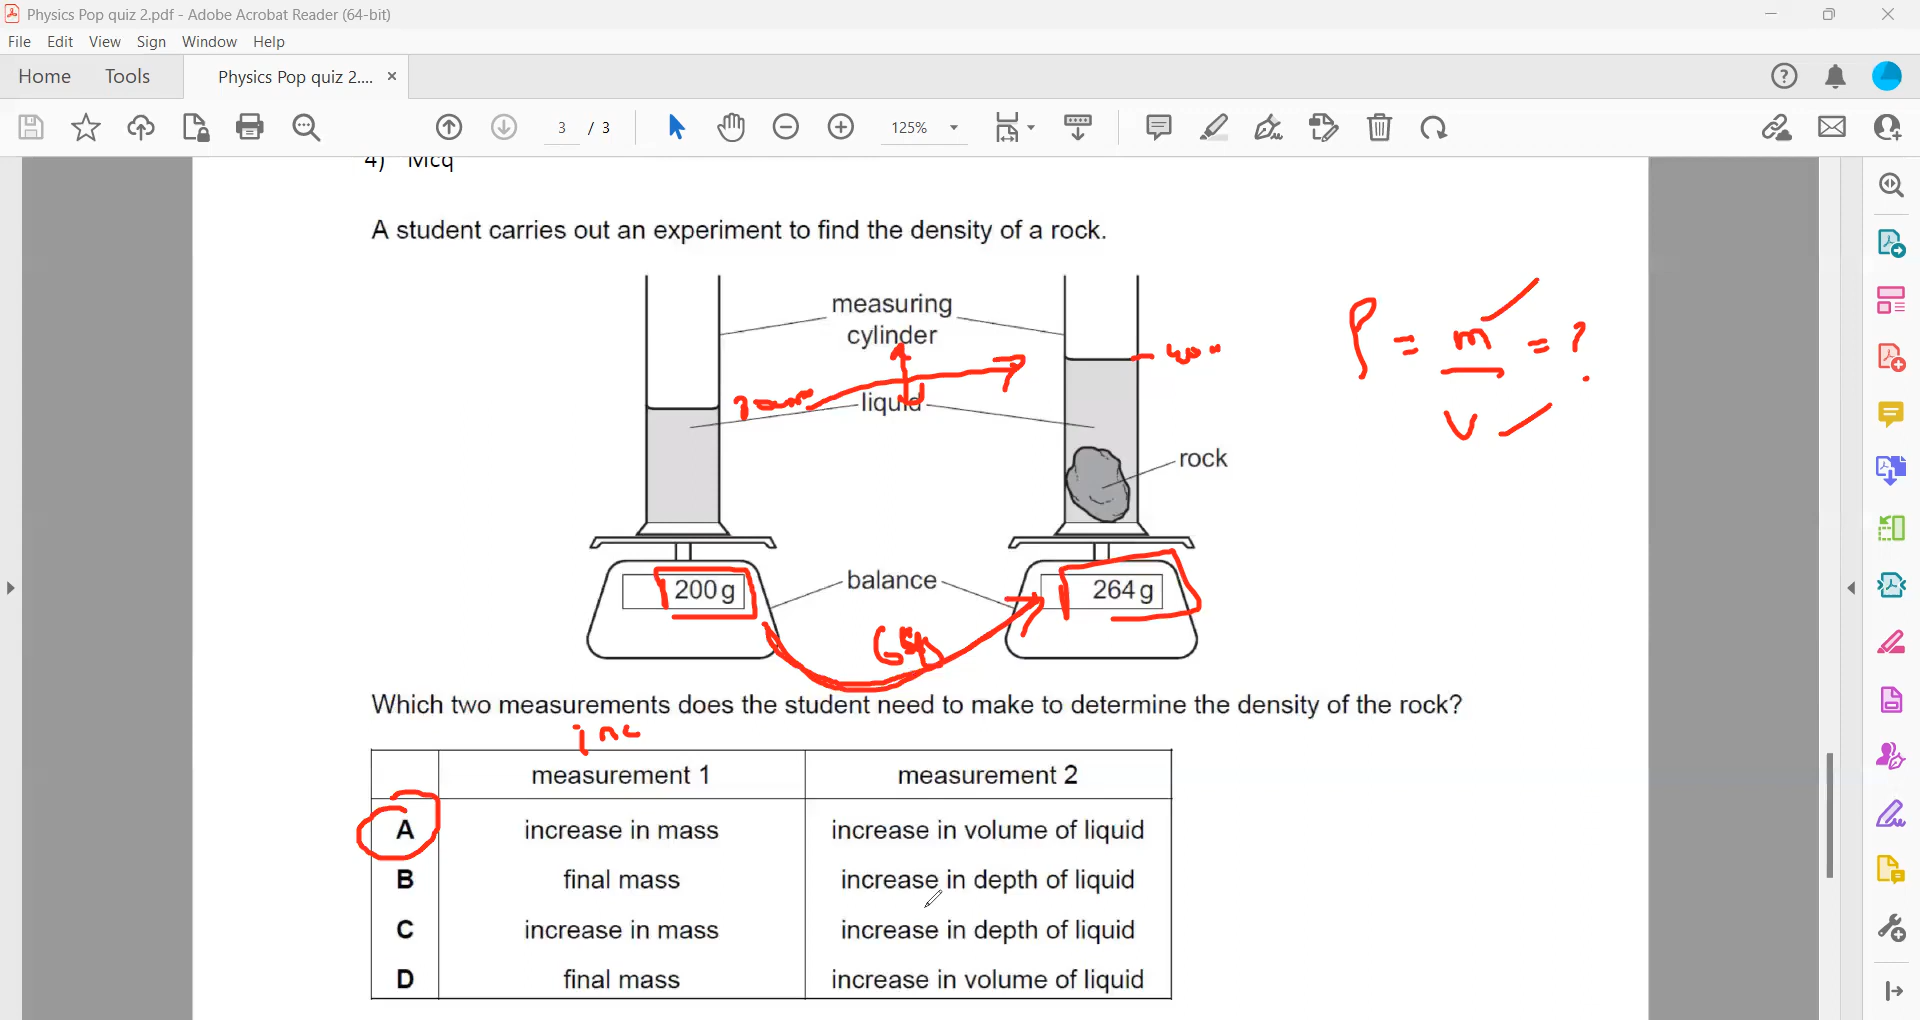 Physics Pop quiz 2.pdf - Adobe Acrobat Reader (64-bit)
File Edit View Sign Window Help
Home Tools Physics Pop quiz 2.... ×
3 / 3 125%
4) Mcq
A student carries out an experiment to find the density of a rock.
measuring
cylinder
liquid
rock
ρ = m = ?
v
200 g
balance
264 g
Which two measurements does the student need to make to determine the density of the rock?
inc
measurement 1 measurement 2
A increase in mass increase in volume of liquid
B final mass increase in depth of liquid
C increase in mass increase in depth of liquid
D final mass increase in volume of liquid